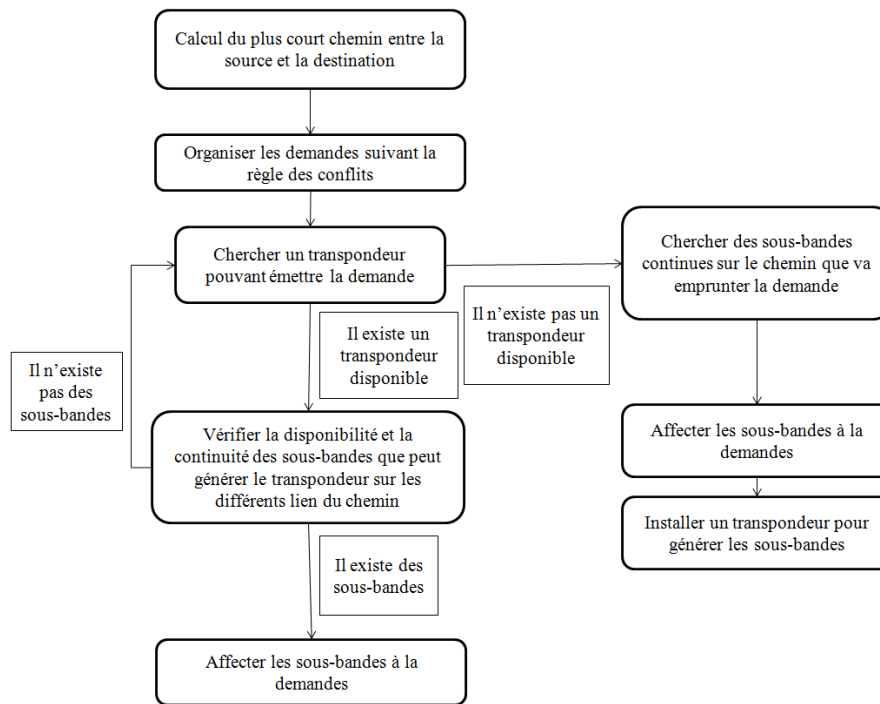 Calcul du plus court chemin entre la
source et la destination
Organiser les demandes suivant la
règle des conflits
Chercher un transpondeur
pouvant émettre la demande
Chercher des sous-bandes
continues sur le chemin que va
emprunter la demande
Il existe un
transpondeur
disponible
Il n’existe pas un
transpondeur
disponible
Il n’existe
pas des
sous-bandes
Vérifier la disponibilité et la
continuité des sous-bandes que peut
générer le transpondeur sur les
différents lien du chemin
Affecter les sous-bandes à la
demandes
Installer un transpondeur pour
générer les sous-bandes
Il existe des
sous-bandes
Affecter les sous-bandes à la
demandes